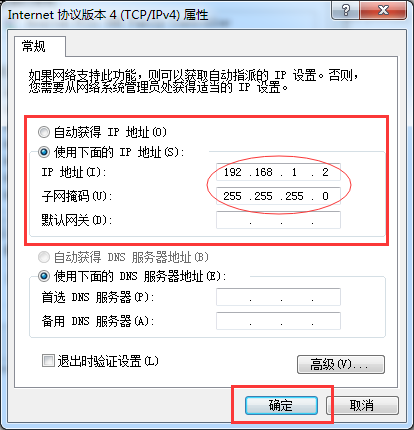 Internet 协议版本 4 (TCP/IPv4) 属性
常规
如果网络支持此功能，则可以获取自动指派的 IP 设置。否则，
您需要从网络系统管理员处获得适当的 IP 设置。
自动获得 IP 地址(O)
使用下面的 IP 地址(S):
IP 地址(I): 192 .168 . 1 . 2
子网掩码(U): 255 .255 .255 . 0
默认网关(D): . . .
自动获得 DNS 服务器地址(B)
使用下面的 DNS 服务器地址(E):
首选 DNS 服务器(P): . . .
备用 DNS 服务器(A): . . .
退出时验证设置(L)
高级(V)...
确定
取消